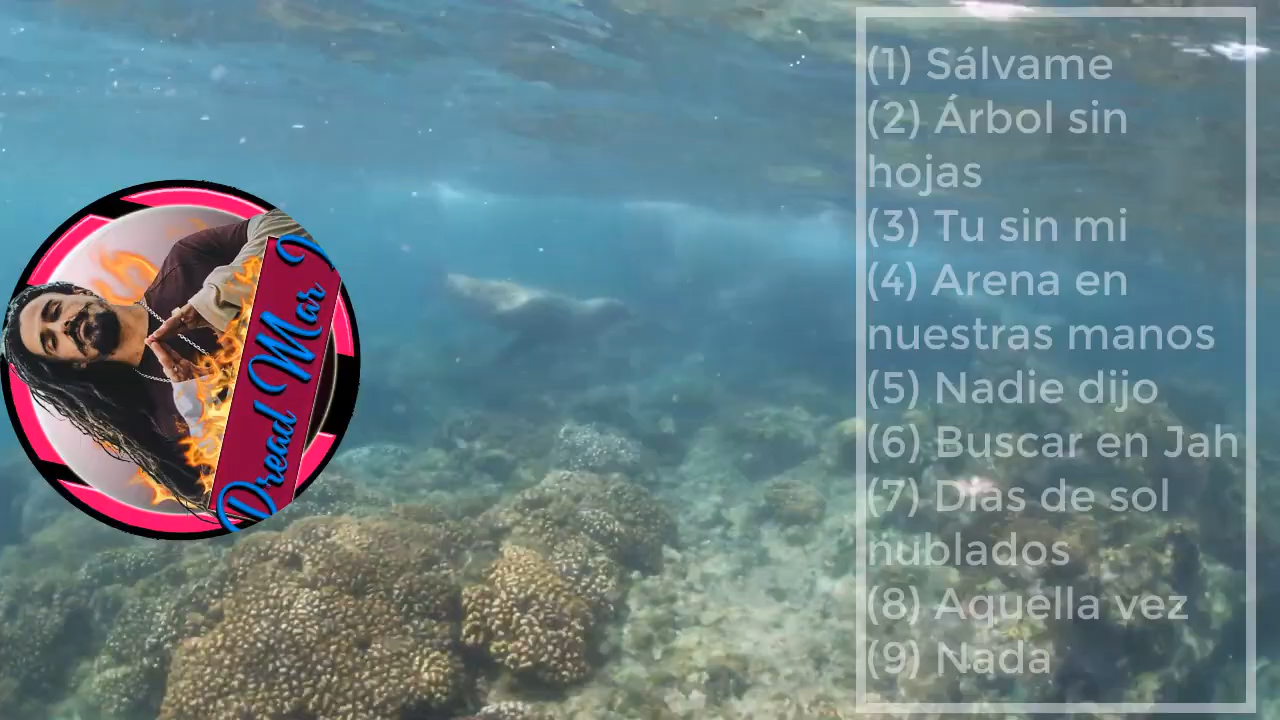 Dread Mar I
(1) Sálvame
(2) Árbol sin
hojas
(3) Tu sin mi
(4) Arena en
nuestras manos
(5) Nadie dijo
(6) Buscar en Jah
(7) Días de sol
nublados
(8) Aquella vez
(9) Nada